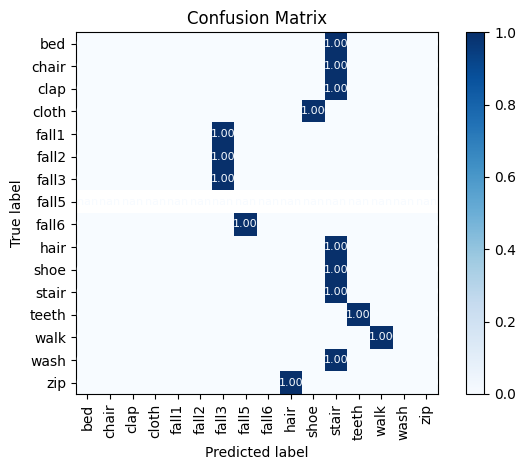 Confusion Matrix
True label
bed
1.00
chair
1.00
clap
1.00
cloth
1.00
fall1
1.00
fall2
1.00
fall3
1.00
fall5
fall6
1.00
hair
1.00
shoe
1.00
stair
1.00
teeth
1.00
walk
1.00
wash
1.00
zip
1.00
bed chair clap cloth fall1 fall2 fall3 fall5 fall6 hair shoe stair teeth walk wash zip
Predicted label
1.0
0.8
0.6
0.4
0.2
0.0